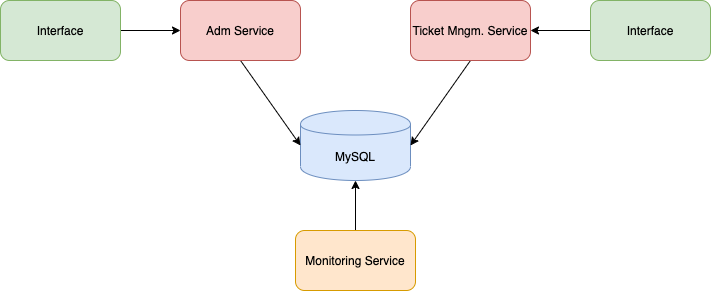 Interface
Adm Service
Ticket Mngm. Service
Interface
MySQL
Monitoring Service